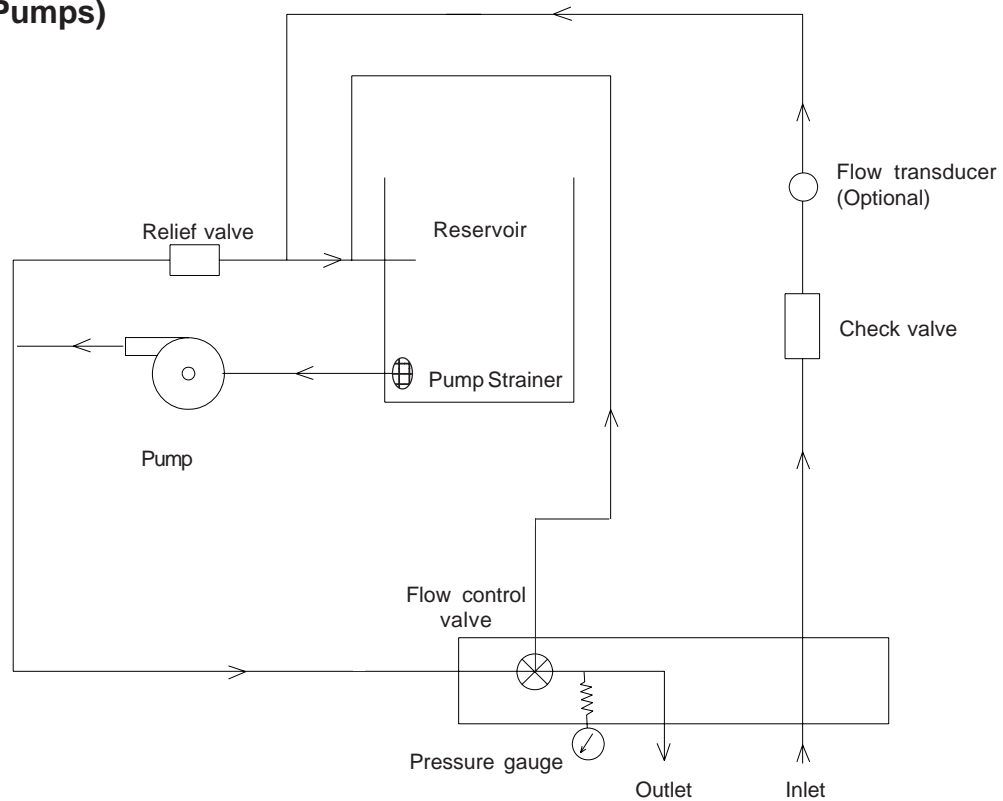 Pumps)
Flow transducer
(Optional)
Relief valve
Reservoir
Check valve
Pump Strainer
Pump
Flow control
valve
Pressure gauge
Outlet
Inlet